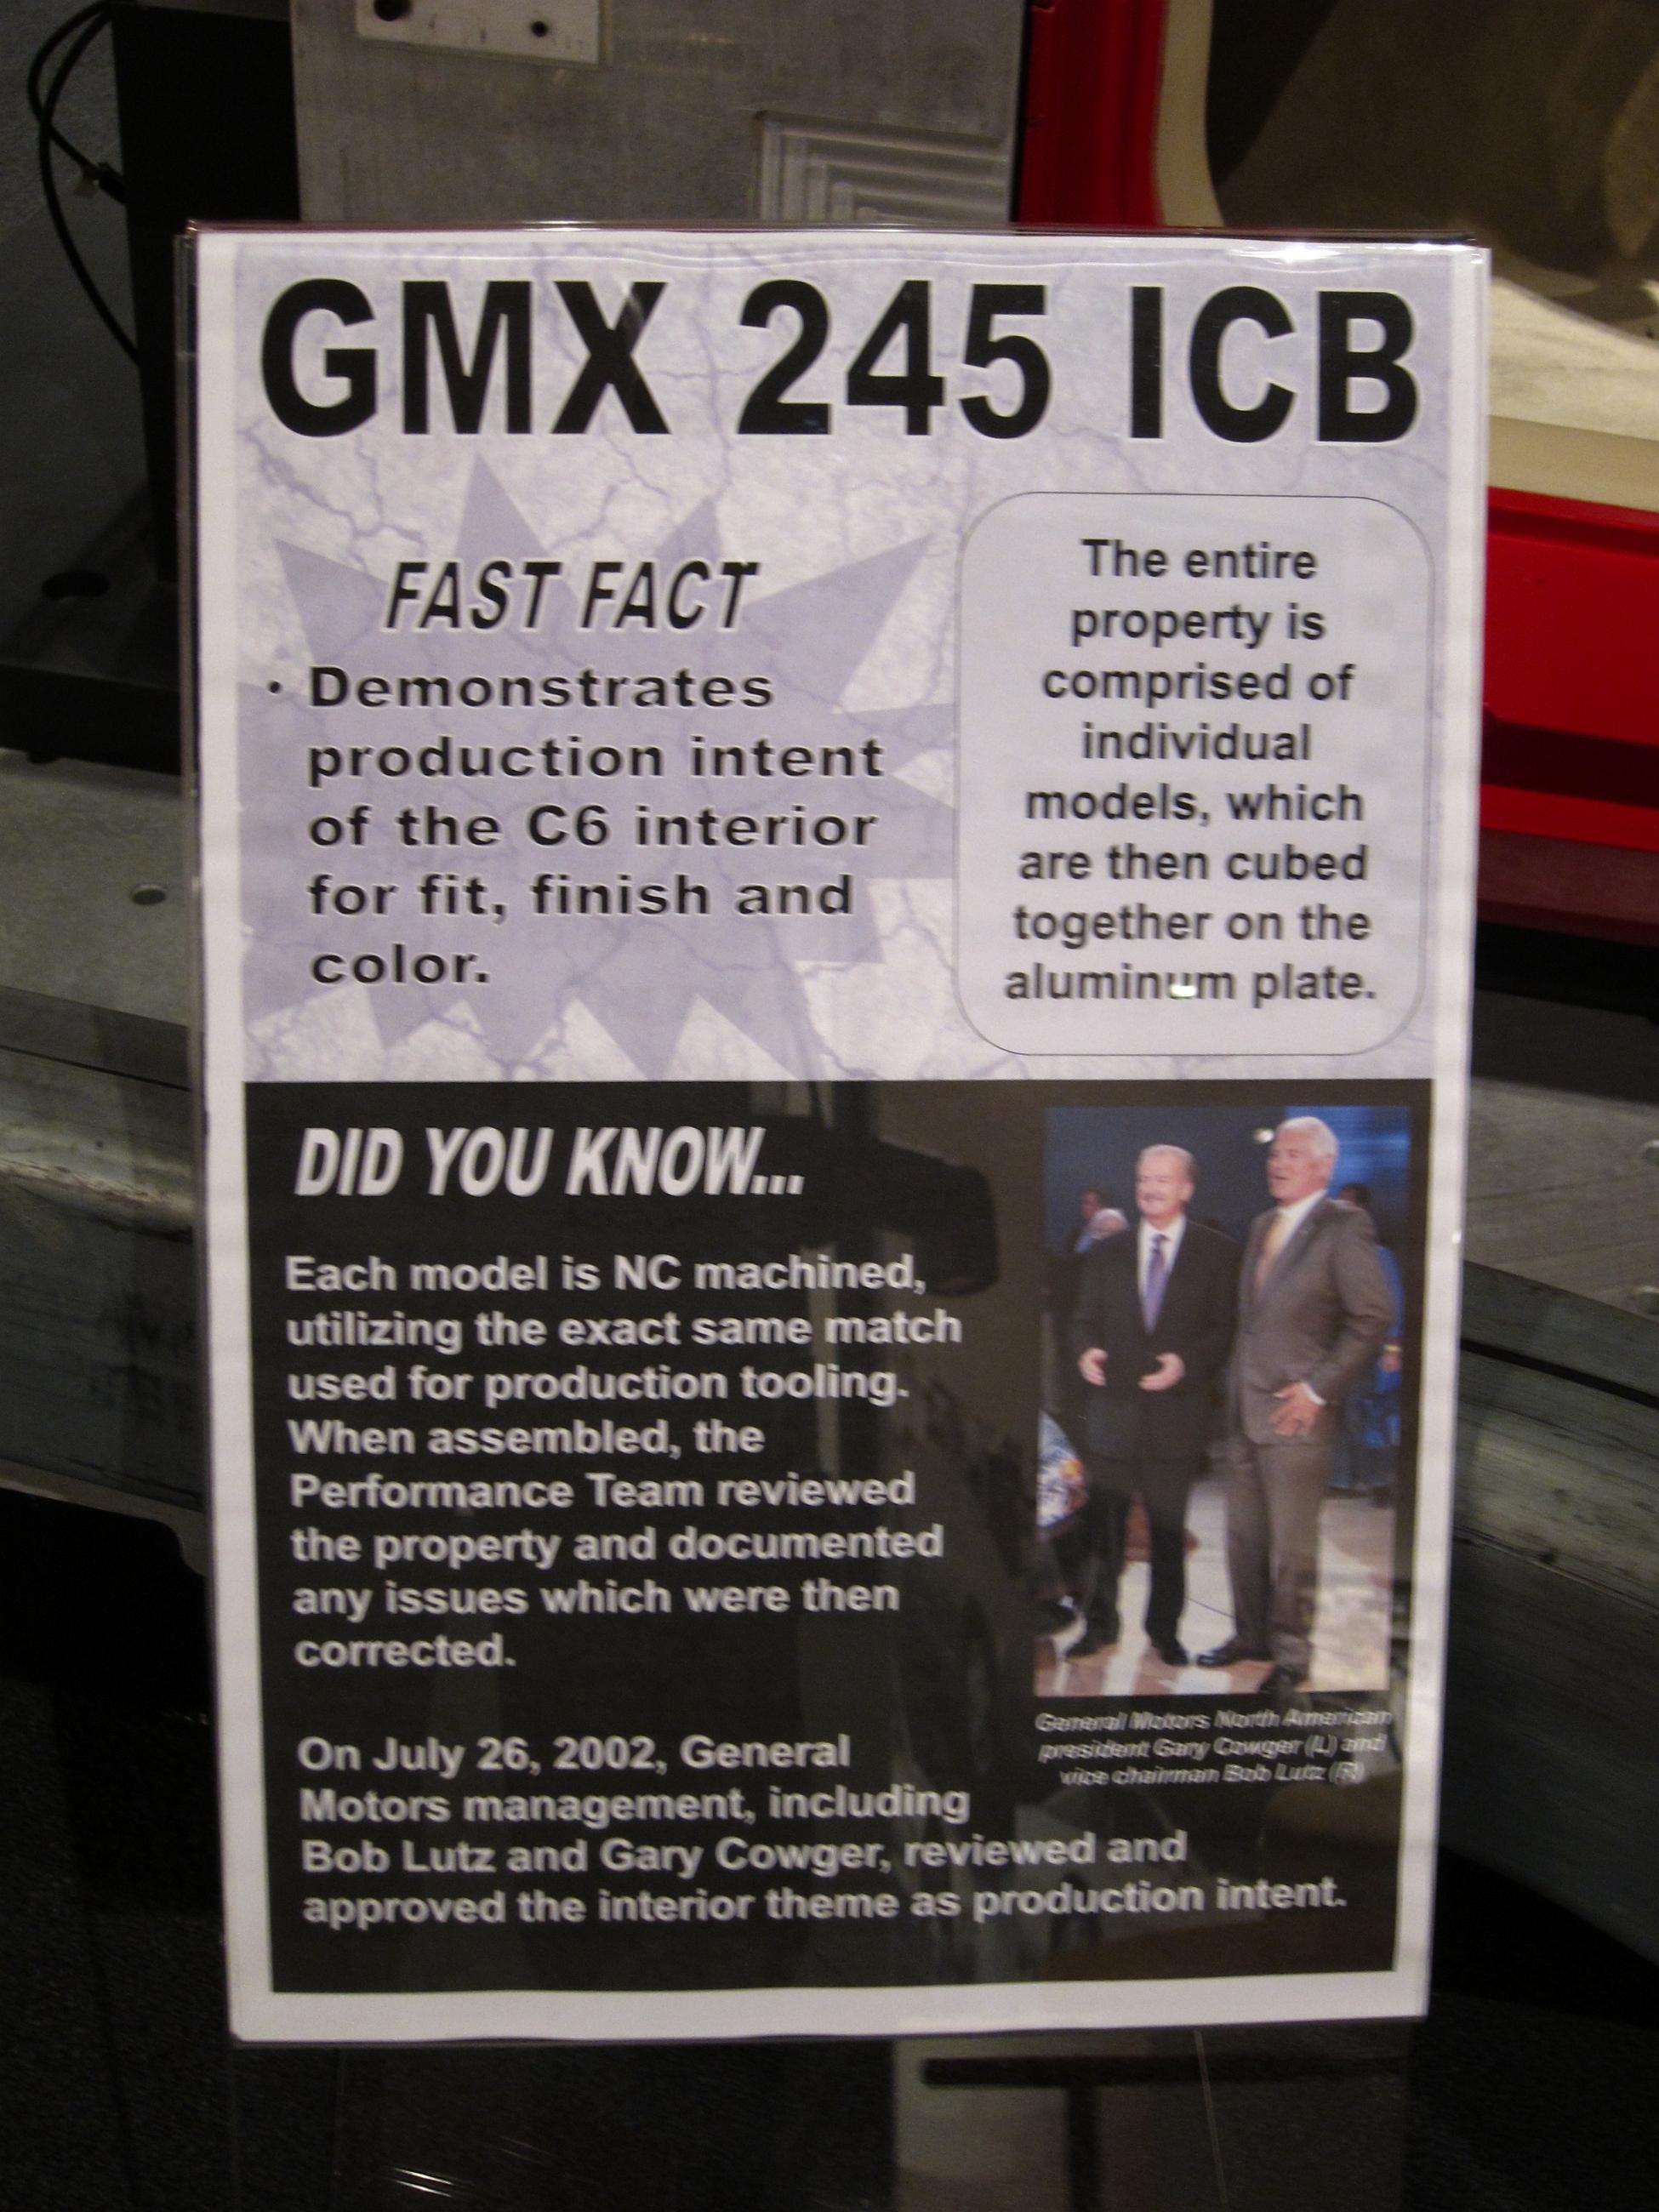 GMX 245 ICB
FAST FACT
• Demonstrates
production intent
of the C6 interior
for fit, finish and
color.
The entire
property is
comprised of
individual
models, which
are then cubed
together on the
aluminum plate.
DID YOU KNOW...
Each model is NC machined,
utilizing the exact same match
used for production tooling.
When assembled, the
Performance Team reviewed
the property and documented
any issues which were then
corrected.
General Motors North American
president Gary Cowger (L) and
vice chairman Bob Lutz (R)
On July 26, 2002, General
Motors management, including
Bob Lutz and Gary Cowger, reviewed and
approved the interior theme as production intent.